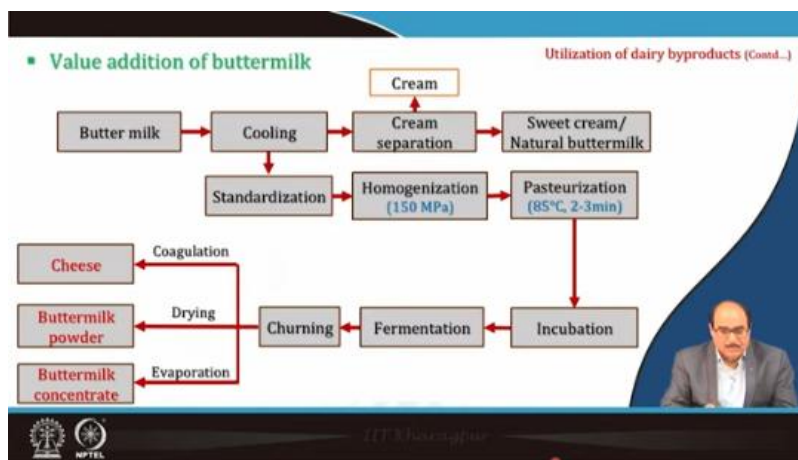 Utilization of dairy byproducts (Contd...)
▪ Value addition of buttermilk
Cream
Butter milk
Cooling
Cream
separation
Sweet cream/
Natural buttermilk
Standardization
Homogenization
(150 MPa)
Pasteurization
(85°C, 2-3min)
Coagulation
Cheese
Drying
Buttermilk
powder
Churning
Fermentation
Incubation
Evaporation
Buttermilk
concentrate
NPTEL
IIT Kharagpur